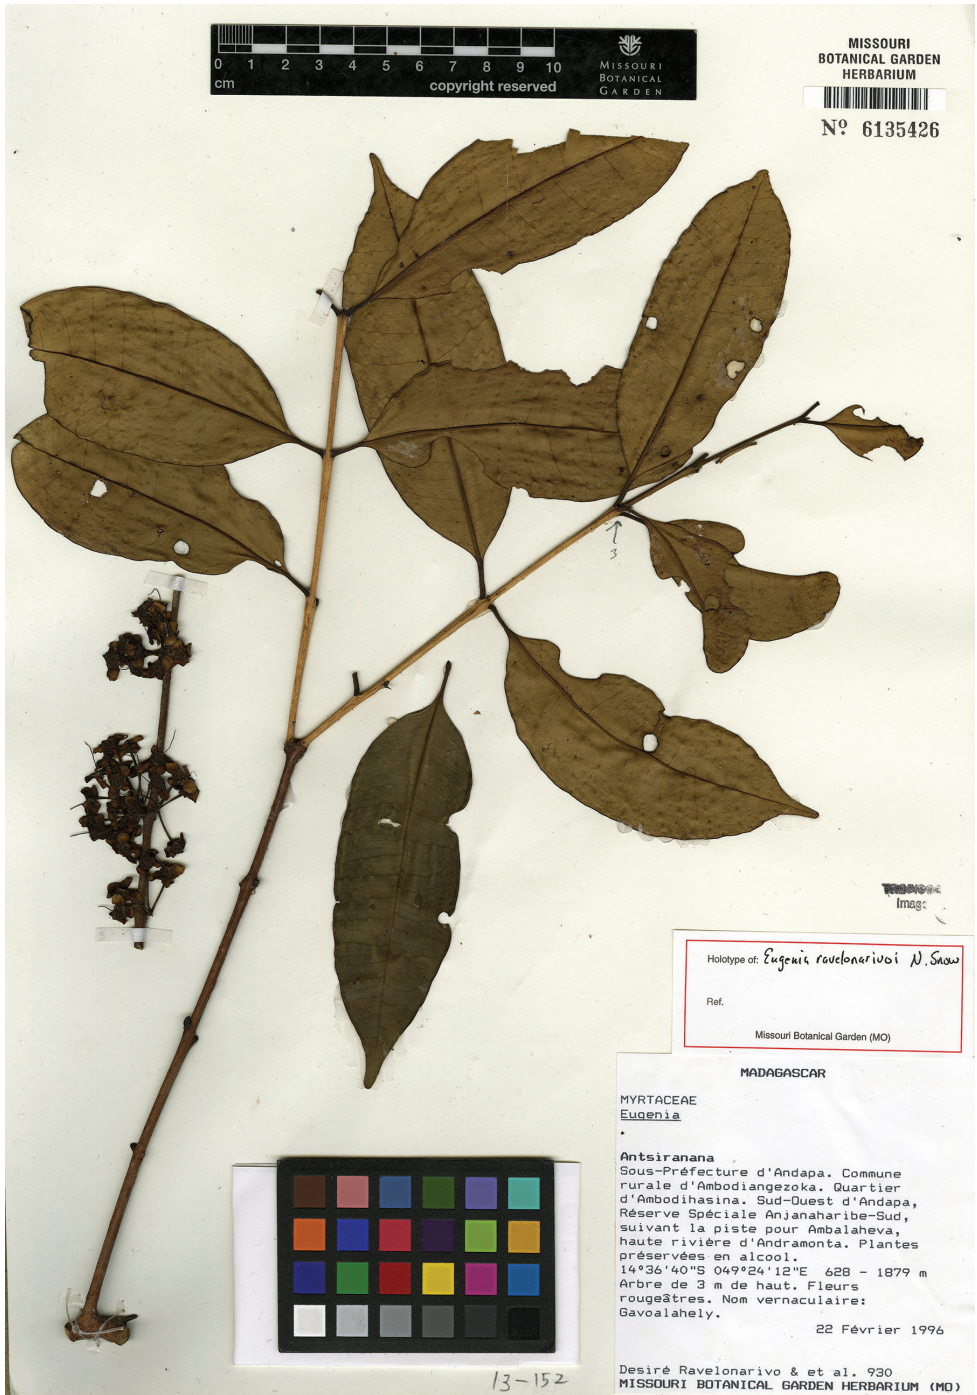 0 1 2 3 4 5 6 7 8 9 10
cm
copyright reserved
MISSOURI
BOTANICAL
GARDEN
MISSOURI
BOTANICAL GARDEN
HERBARIUM
Nº 6135426
3
TROPICOS
Image
Holotype of: Eugenia ravelonarivoi N. Snow
Ref.
Missouri Botanical Garden (MO)
MADAGASCAR
MYRTACEAE
Eugenia
.
Antsiranana
Sous-Préfecture d'Andapa. Commune
rurale d'Ambodiangezoka. Quartier
d'Ambodihasina. Sud-Ouest d'Andapa,
Réserve Spéciale Anjanaharibe-Sud,
suivant la piste pour Ambalaheva,
haute rivière d'Andramonta. Plantes
préservées en alcool.
14°36'40"S 049°24'12"E 628 - 1879 m
Arbre de 3 m de haut. Fleurs
rougeâtres. Nom vernaculaire:
Gavoalahely.
22 Février 1996
Desiré Ravelonarivo & et al. 930
MISSOURI BOTANICAL GARDEN HERBARIUM (MO)
13-152